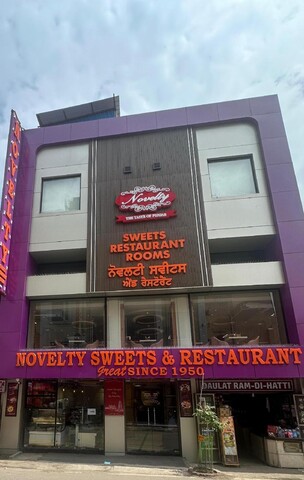 Novelty
THE TASTE OF PUNJAB
SWEETS
RESTAURANT
ROOMS
ਨੋਵਲਟੀ ਸਵੀਟਸ
ਐਂਡ ਰੈਸਟੋਰੈਂਟ
NOVELTY SWEETS & RESTAURANT
Great SINCE 1950
DAULAT RAM-DI-HATTI